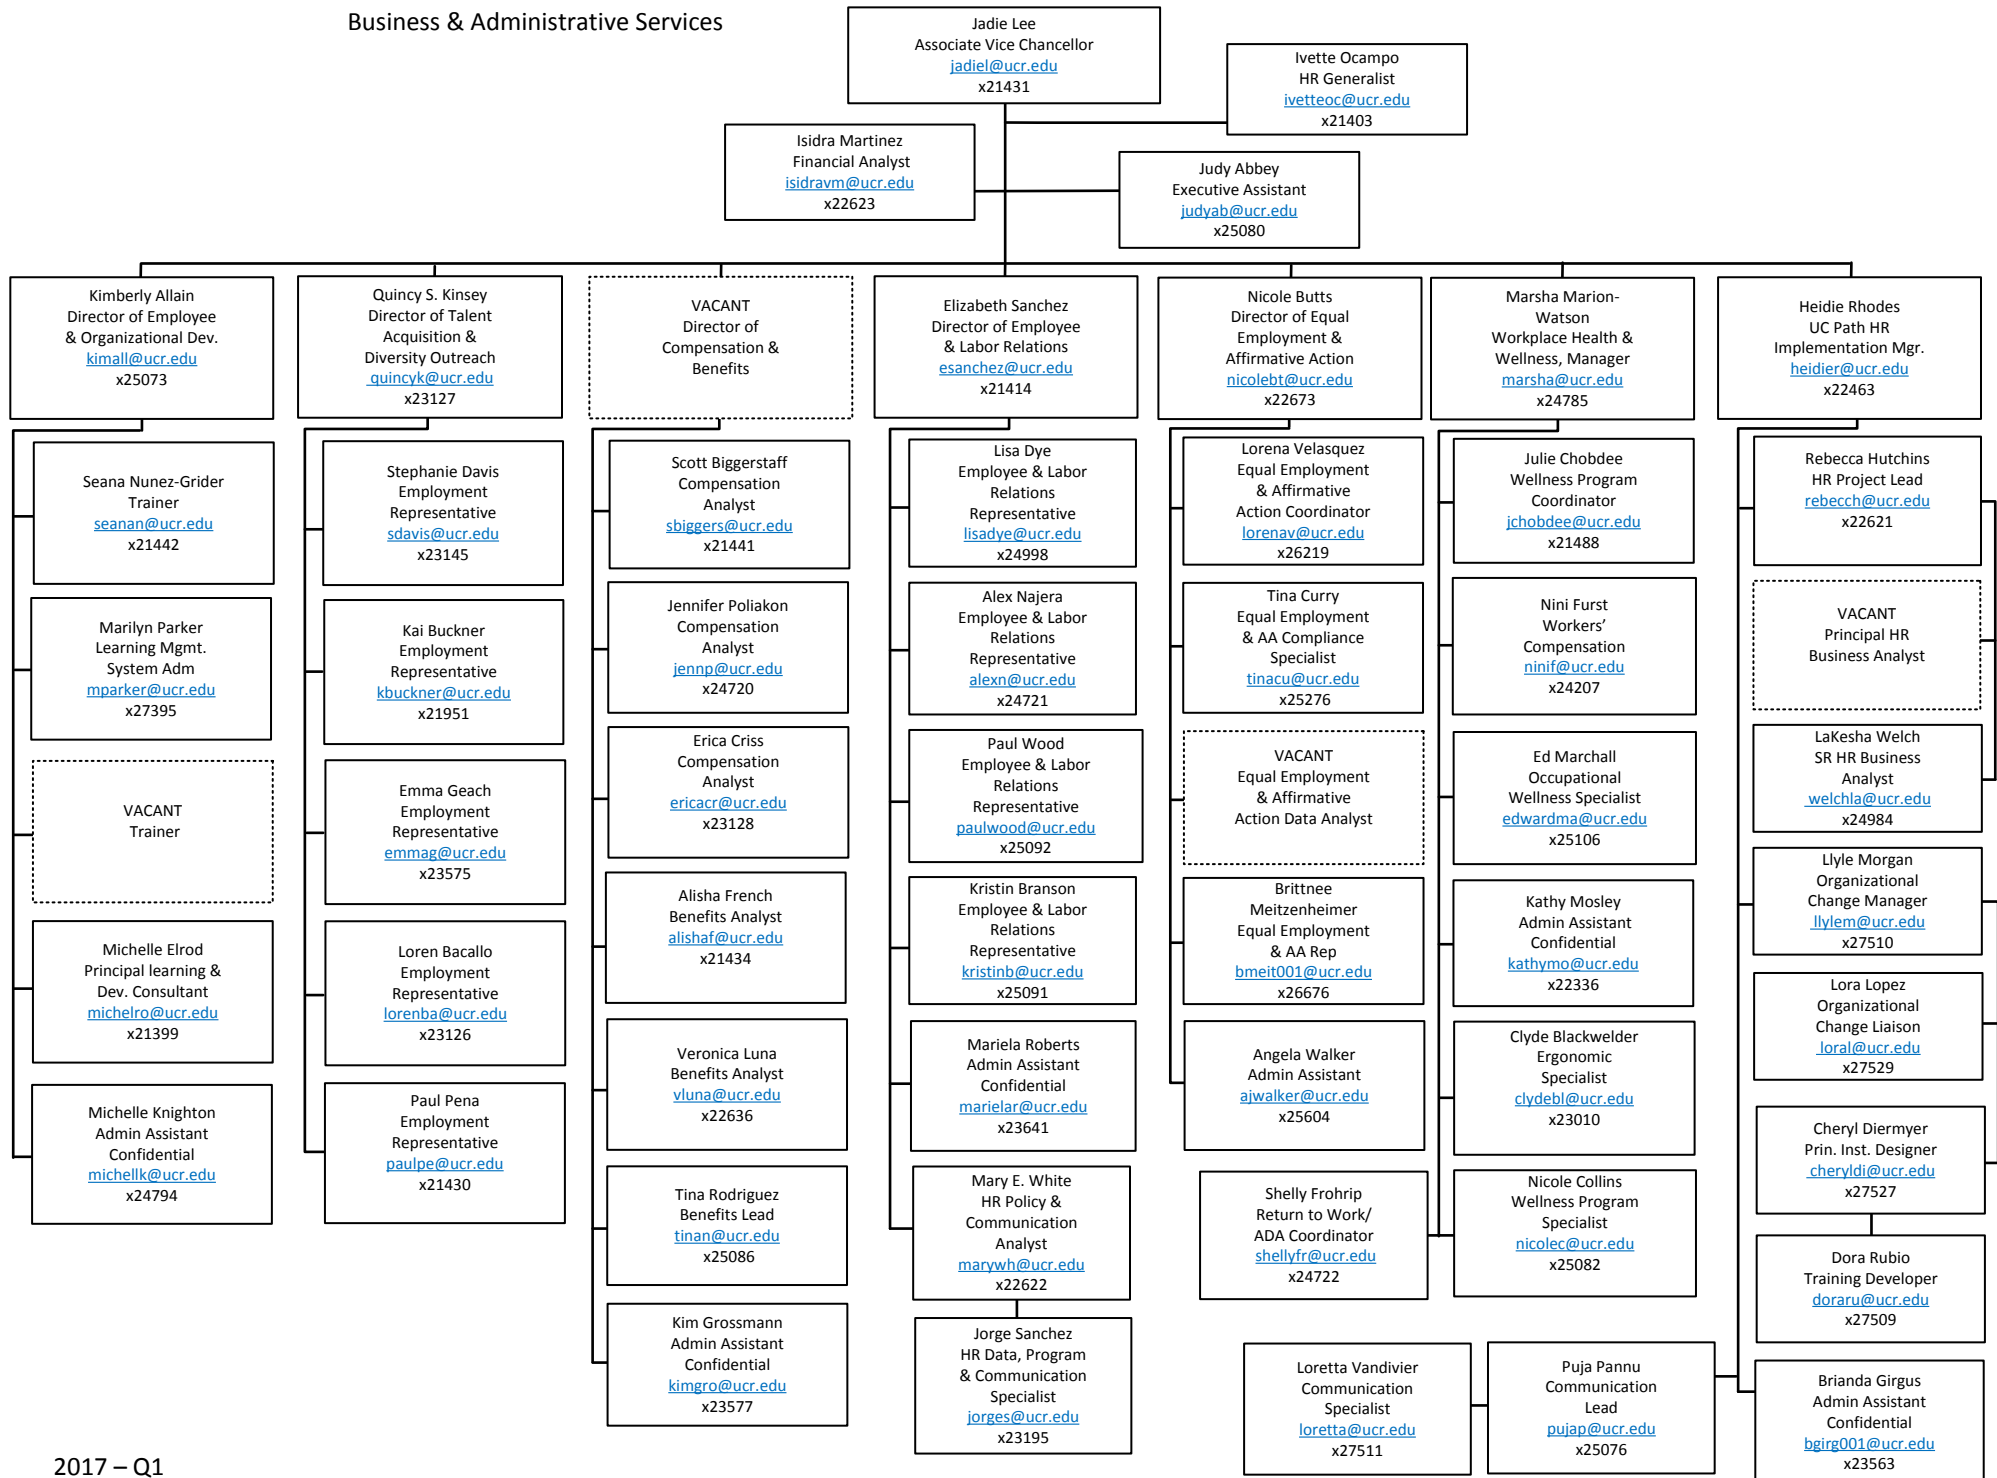 Business & Administrative Services
Jadie Lee
Associate Vice Chancellor
jadiel@ucr.edu
x21431
Ivette Ocampo
HR Generalist
ivetteoc@ucr.edu
x21403
Isidra Martinez
Financial Analyst
isidravm@ucr.edu
x22623
Judy Abbey
Executive Assistant
judyab@ucr.edu
x25080
Kimberly Allain
Director of Employee
& Organizational Dev.
kimall@ucr.edu
x25073
Seana Nunez-Grider
Trainer
seanan@ucr.edu
x21442
Marilyn Parker
Learning Mgmt.
System Adm
mparker@ucr.edu
x27395
VACANT
Trainer
Michelle Elrod
Principal learning &
Dev. Consultant
michelro@ucr.edu
x21399
Michelle Knighton
Admin Assistant
Confidential
michellk@ucr.edu
x24794
Quincy S. Kinsey
Director of Talent
Acquisition &
Diversity Outreach
quincyk@ucr.edu
x23127
Stephanie Davis
Employment
Representative
sdavis@ucr.edu
x23145
Kai Buckner
Employment
Representative
kbuckner@ucr.edu
x21951
Emma Geach
Employment
Representative
emmag@ucr.edu
x23575
Loren Bacallo
Employment
Representative
lorenba@ucr.edu
x23126
Paul Pena
Employment
Representative
paulpe@ucr.edu
x21430
VACANT
Director of
Compensation &
Benefits
Scott Biggerstaff
Compensation
Analyst
sbiggers@ucr.edu
x21441
Jennifer Poliakon
Compensation
Analyst
jennp@ucr.edu
x24720
Erica Criss
Compensation
Analyst
ericacr@ucr.edu
x23128
Alisha French
Benefits Analyst
alishaf@ucr.edu
x21434
Veronica Luna
Benefits Analyst
vluna@ucr.edu
x22636
Tina Rodriguez
Benefits Lead
tinan@ucr.edu
x25086
Kim Grossmann
Admin Assistant
Confidential
kimgro@ucr.edu
x23577
Elizabeth Sanchez
Director of Employee
& Labor Relations
esanchez@ucr.edu
x21414
Lisa Dye
Employee & Labor
Relations
Representative
lisadye@ucr.edu
x24998
Alex Najera
Employee & Labor
Relations
Representative
alexn@ucr.edu
x24721
Paul Wood
Employee & Labor
Relations
Representative
paulwood@ucr.edu
x25092
Kristin Branson
Employee & Labor
Relations
Representative
kristinb@ucr.edu
x25091
Mariela Roberts
Admin Assistant
Confidential
marielar@ucr.edu
x23641
Mary E. White
HR Policy &
Communication
Analyst
marywh@ucr.edu
x22622
Jorge Sanchez
HR Data, Program
& Communication
Specialist
jorges@ucr.edu
x23195
Nicole Butts
Director of Equal
Employment &
Affirmative Action
nicolebt@ucr.edu
x22673
Lorena Velasquez
Equal Employment
& Affirmative
Action Coordinator
lorenav@ucr.edu
x26219
Tina Curry
Equal Employment
& AA Compliance
Specialist
tinacu@ucr.edu
x25276
VACANT
Equal Employment
& Affirmative
Action Data Analyst
Brittnee
Meitzenheimer
Equal Employment
& AA Rep
bmeit001@ucr.edu
x26676
Angela Walker
Admin Assistant
ajwalker@ucr.edu
x25604
Shelly Frohrip
Return to Work/
ADA Coordinator
shellyfr@ucr.edu
x24722
Marsha Marion-
Watson
Workplace Health &
Wellness, Manager
marsha@ucr.edu
x24785
Julie Chobdee
Wellness Program
Coordinator
jchobdee@ucr.edu
x21488
Nini Furst
Workers’
Compensation
ninif@ucr.edu
x24207
Ed Marchall
Occupational
Wellness Specialist
edwardma@ucr.edu
x25106
Kathy Mosley
Admin Assistant
Confidential
kathymo@ucr.edu
x22336
Clyde Blackwelder
Ergonomic
Specialist
clydebl@ucr.edu
x23010
Nicole Collins
Wellness Program
Specialist
nicolec@ucr.edu
x25082
Heidie Rhodes
UC Path HR
Implementation Mgr.
heidier@ucr.edu
x22463
Rebecca Hutchins
HR Project Lead
rebecch@ucr.edu
x22621
VACANT
Principal HR
Business Analyst
LaKesha Welch
SR HR Business
Analyst
welchla@ucr.edu
x24984
Llyle Morgan
Organizational
Change Manager
llylem@ucr.edu
x27510
Lora Lopez
Organizational
Change Liaison
loral@ucr.edu
x27529
Cheryl Diermyer
Prin. Inst. Designer
cheryldi@ucr.edu
x27527
Dora Rubio
Training Developer
doraru@ucr.edu
x27509
Loretta Vandivier
Communication
Specialist
loretta@ucr.edu
x27511
Puja Pannu
Communication
Lead
pujap@ucr.edu
x25076
Brianda Girgus
Admin Assistant
Confidential
bgirg001@ucr.edu
x23563
2017 – Q1